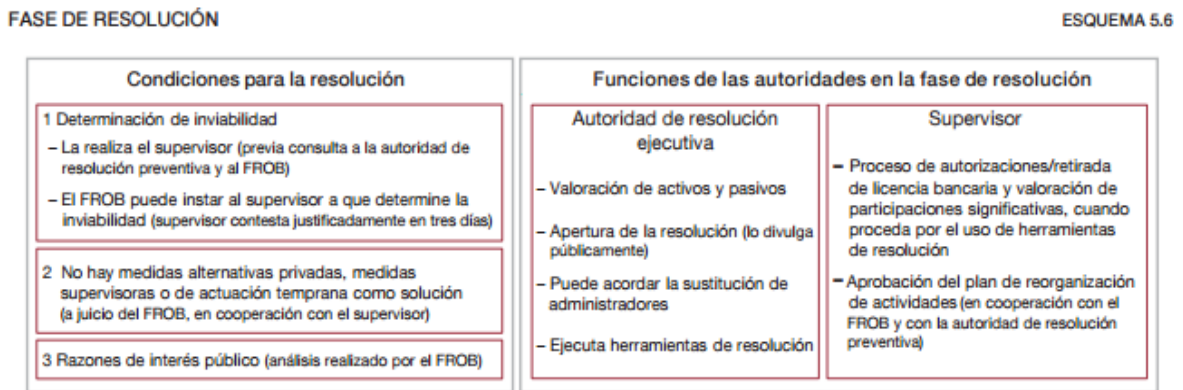 FASE DE RESOLUCIÓN
ESQUEMA 5.6
Condiciones para la resolución
1 Determinación de inviabilidad
– La realiza el supervisor (previa consulta a la autoridad de
resolución preventiva y al FROB)
– El FROB puede instar al supervisor a que determine la
inviabilidad (supervisor contesta justificadamente en tres días)
2 No hay medidas alternativas privadas, medidas
supervisoras o de actuación temprana como solución
(a juicio del FROB, en cooperación con el supervisor)
3 Razones de interés público (análisis realizado por el FROB)
Funciones de las autoridades en la fase de resolución
Autoridad de resolución
ejecutiva
– Valoración de activos y pasivos
– Apertura de la resolución (lo divulga
públicamente)
– Puede acordar la sustitución de
administradores
– Ejecuta herramientas de resolución
Supervisor
– Proceso de autorizaciones/retirada
de licencia bancaria y valoración de
participaciones significativas, cuando
proceda por el uso de herramientas
de resolución
– Aprobación del plan de reorganización
de actividades (en cooperación con el
FROB y con la autoridad de resolución
preventiva)